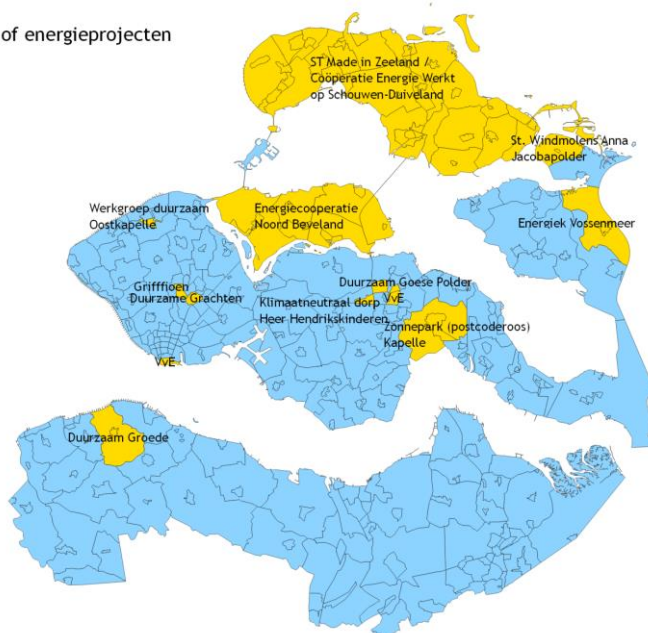 of energieprojecten
ST Made in Zeeland /
Coöperatie Energie Werkt
op Schouwen-Duiveland
St. Windmolens Anna
Jacobapolder
Werkgroep duurzaam
Oostkapelle
Energiecooperatie
Noord Beveland
Energiek Vossenmeer
Grifffioen
Duurzame Grachten
Duurzaam Goese Polder
Klimaatneutraal dorp
Heer Hendrikskinderen
VvE
Zonnepark (postcoderoos)
Kapelle
VvE
Duurzaam Groede